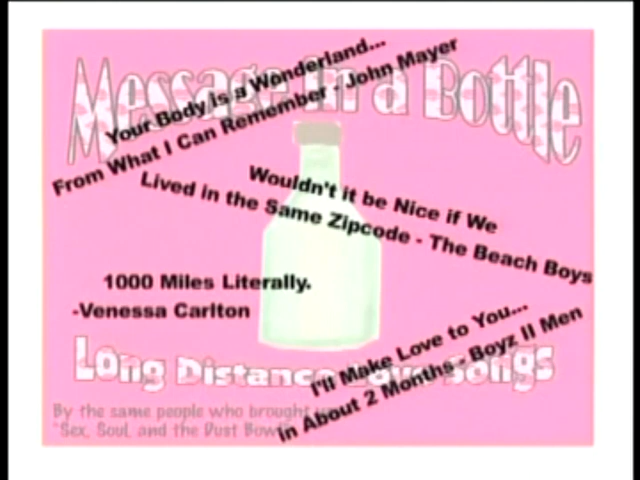 Message in a Bottle
Your Body is a Wonderland...
From What I Can Remember - John Mayer
Wouldn't it be Nice if We
Lived in the Same Zipcode - The Beach Boys
1000 Miles Literally.
-Venessa Carlton
I'll Make Love to You...
In About 2 Months - Boyz II Men
Long Distance Love Songs
By the same people who brought
"Sex, Soul, and the Dust Bowl